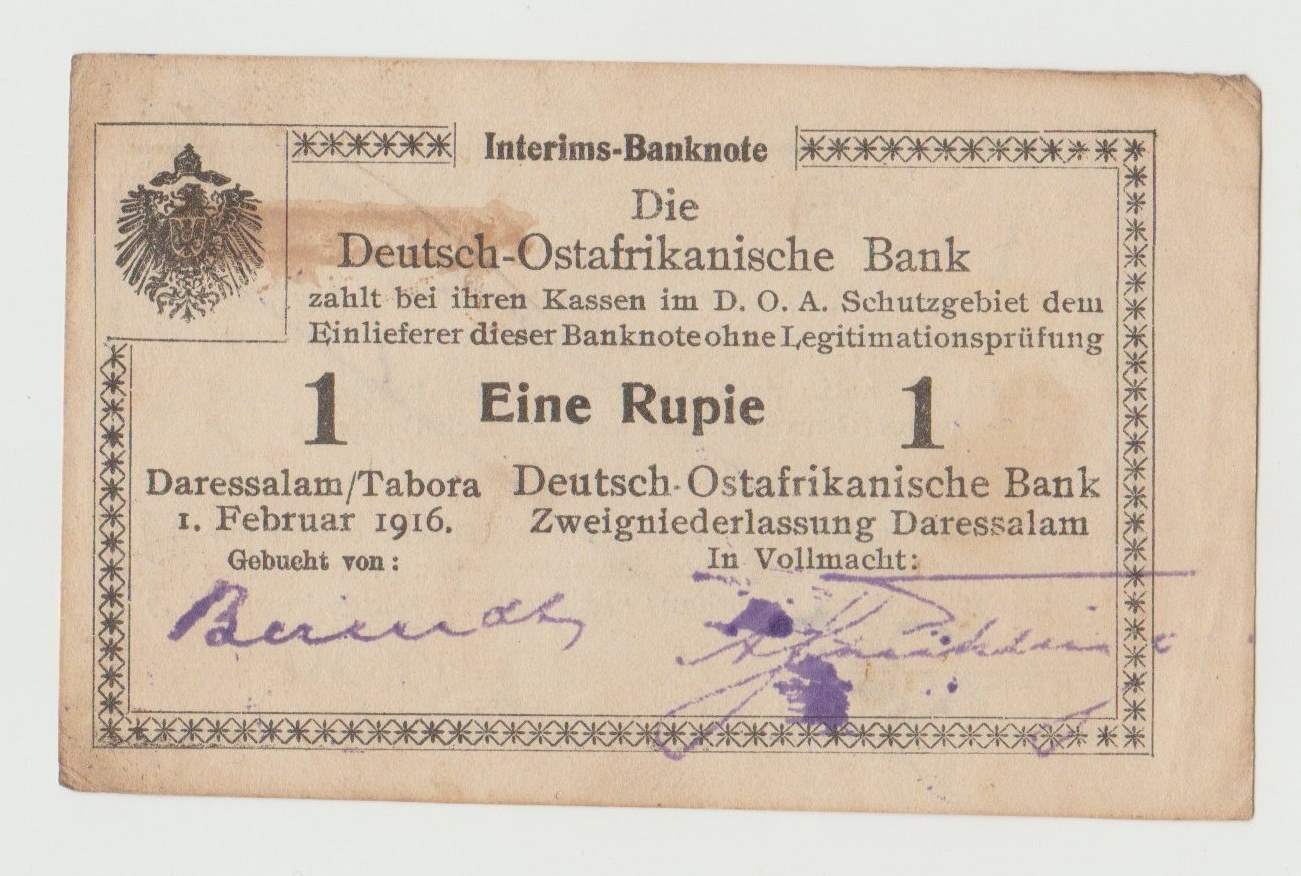 Interims-Banknote
Die
Deutsch-Ostafrikanische Bank
zahlt bei ihren Kassen im D. O. A. Schutzgebiet dem
Einlieferer dieser Banknote ohne Legitimationsprüfung
1 Eine Rupie 1
Daressalam/Tabora
1. Februar 1916.
Gebucht von:
Deutsch-Ostafrikanische Bank
Zweigniederlassung Daressalam
In Vollmacht: